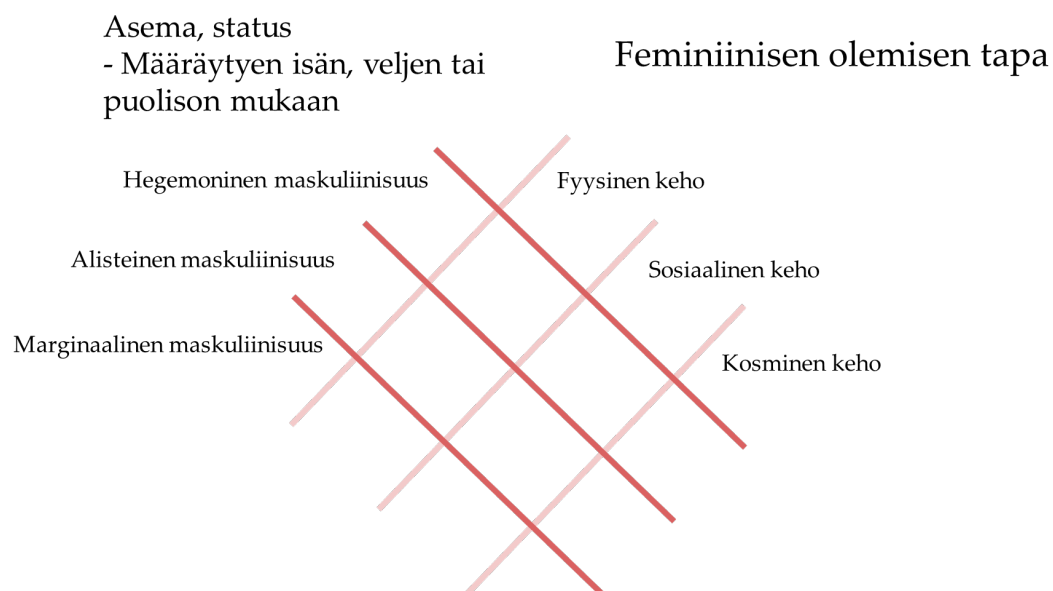 Asema, status
- Määräytyen isän, veljen tai
puolison mukaan
Feminiinisen olemisen tapa
Hegemoninen maskuliinisuus
Fyysinen keho
Alisteinen maskuliinisuus
Sosiaalinen keho
Marginaalinen maskuliinisuus
Kosminen keho